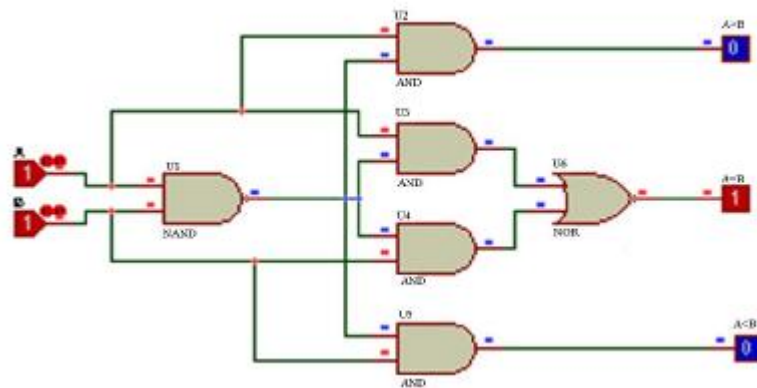 U2
A<B
0
AND
U3
AND
U6
A=B
1
NOR
A
1
U1
B
1
NAND
U4
AND
U5
A<B
0
AND